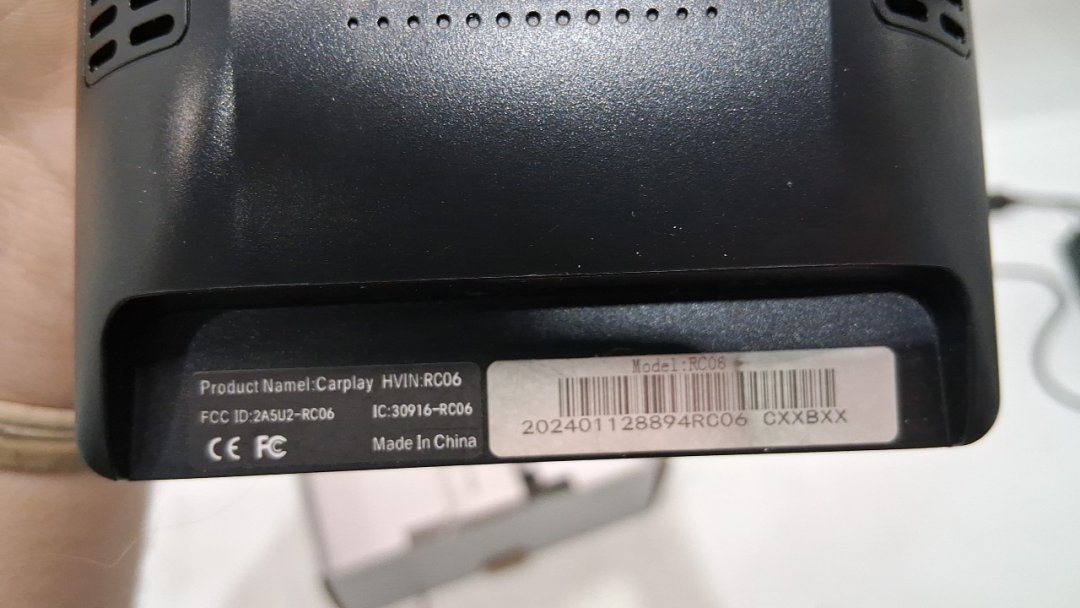 Product Namel:Carplay HVIN:RC06
FCC ID:2A5U2-RC06 IC:30916-RC06
CE FC Made In China
Model:RC08
202401128894RC06 CXXBXX